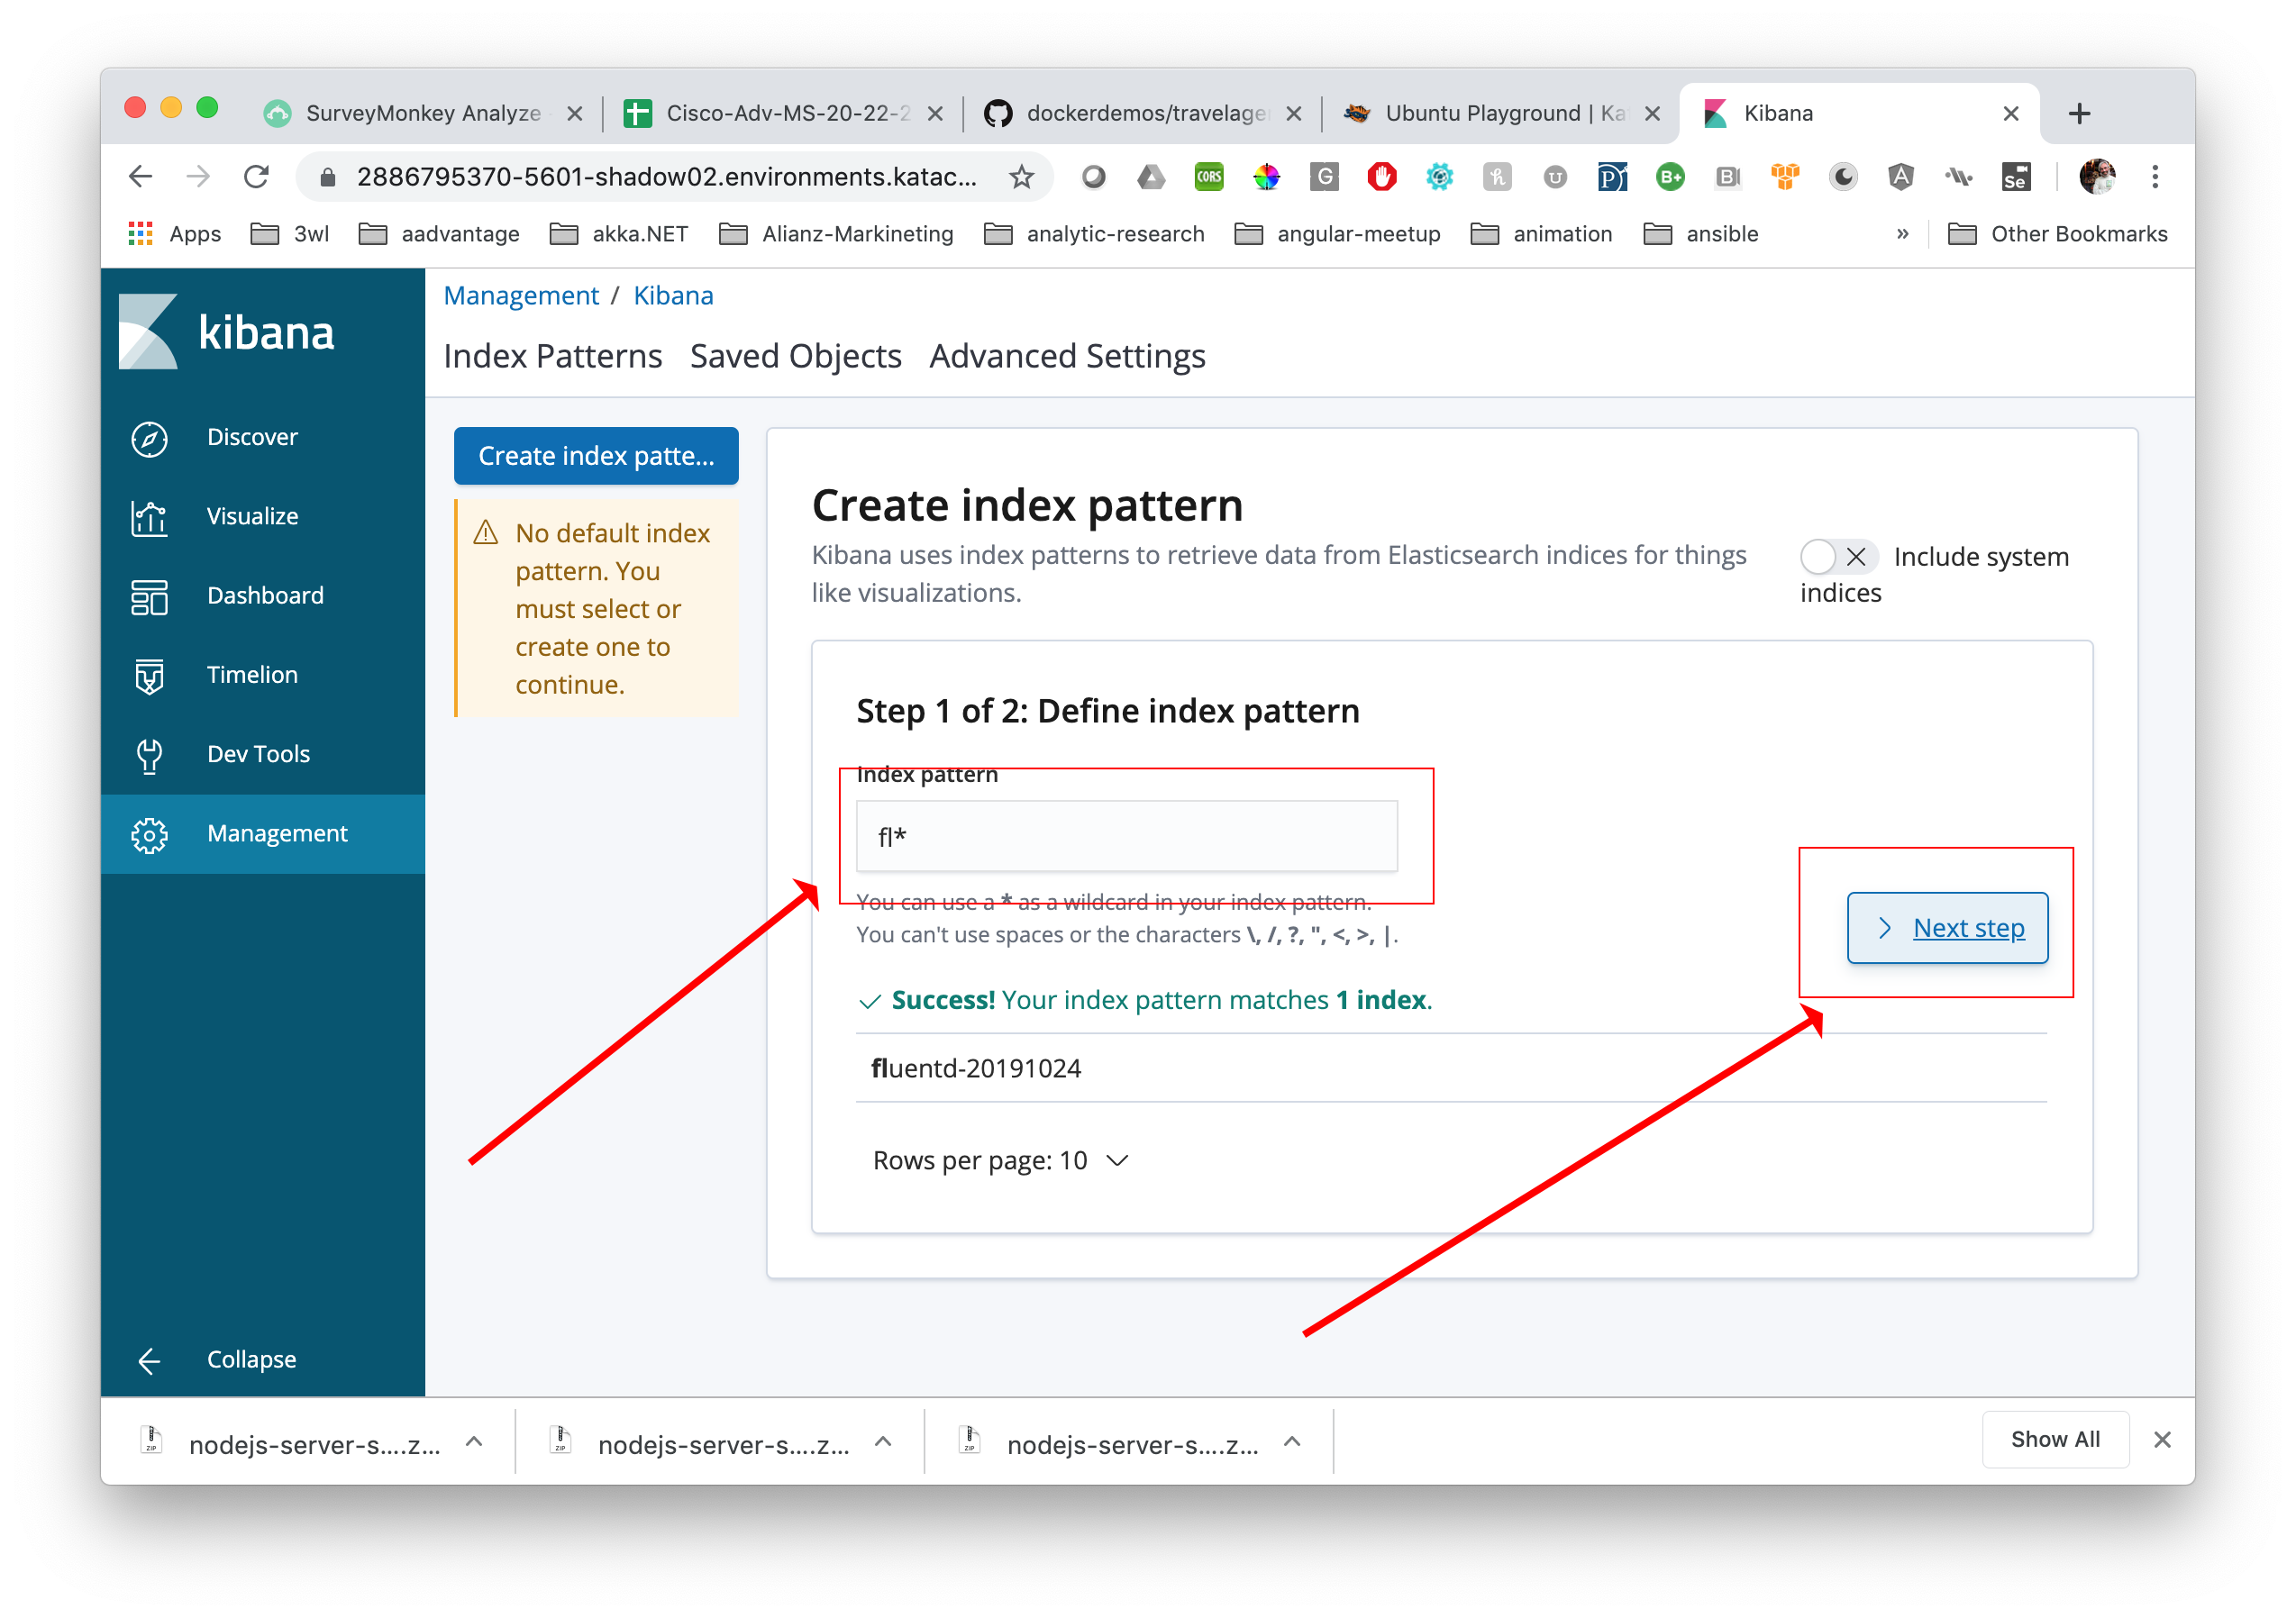 SurveyMonkey Analyze
Cisco-Adv-MS-20-22-2
dockerdemos/travelage
Ubuntu Playground | Ka
Kibana
2886795370-5601-shadow02.environments.katac...
CORS
G
h
U
P)
B+
B
A
Se
Apps
3wl
aadvantage
akka.NET
Alianz-Markineting
analytic-research
angular-meetup
animation
ansible
»
Other Bookmarks
kibana
Management / Kibana
Index Patterns Saved Objects Advanced Settings
Discover
Visualize
Dashboard
Timelion
Dev Tools
Management
Collapse
Create index patte...
No default index
pattern. You
must select or
create one to
continue.
Create index pattern
Kibana uses index patterns to retrieve data from Elasticsearch indices for things
like visualizations.
Include system
indices
Step 1 of 2: Define index pattern
Index pattern
fl*
You can use a * as a wildcard in your index pattern.
You can't use spaces or the characters \, /, ?, ", <, >, |.
Next step
Success! Your index pattern matches 1 index.
fluentd-20191024
Rows per page: 10
ZIP
nodejs-server-s....z...
ZIP
nodejs-server-s....z...
ZIP
nodejs-server-s....z...
Show All